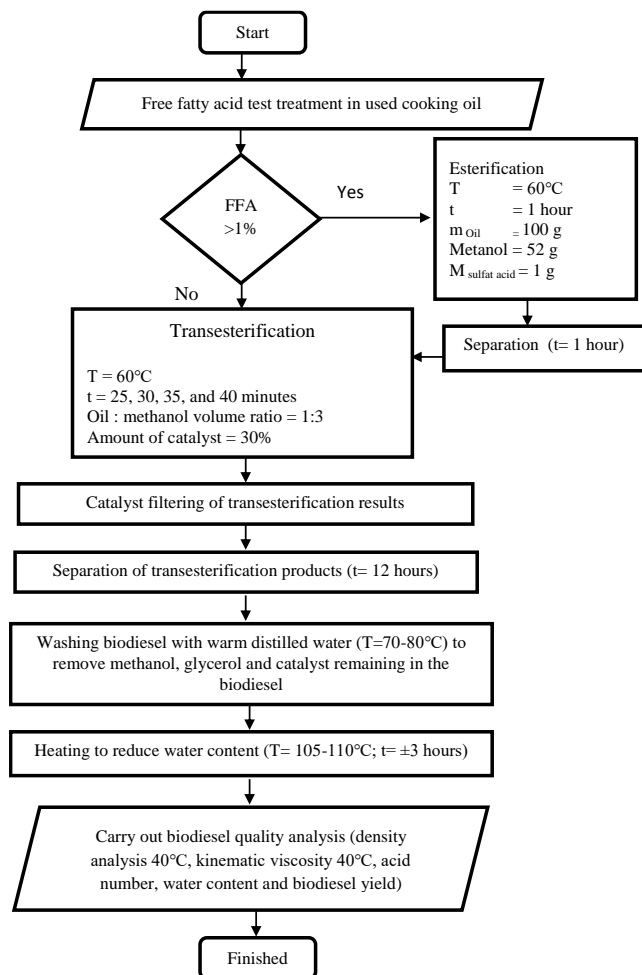 Start
Free fatty acid test treatment in used cooking oil
FFA
>1%
Yes
No
Esterification
T = 60℃
t = 1 hour
m Oil = 100 g
Metanol = 52 g
M sulfat acid = 1 g
Separation (t= 1 hour)
Transesterification
T = 60℃
t = 25, 30, 35, and 40 minutes
Oil : methanol volume ratio = 1:3
Amount of catalyst = 30%
Catalyst filtering of transesterification results
Separation of transesterification products (t= 12 hours)
Washing biodiesel with warm distilled water (T=70-80℃) to
remove methanol, glycerol and catalyst remaining in the
biodiesel
Heating to reduce water content (T= 105-110℃; t= ±3 hours)
Carry out biodiesel quality analysis (density
analysis 40℃, kinematic viscosity 40℃, acid
number, water content and biodiesel yield)
Finished